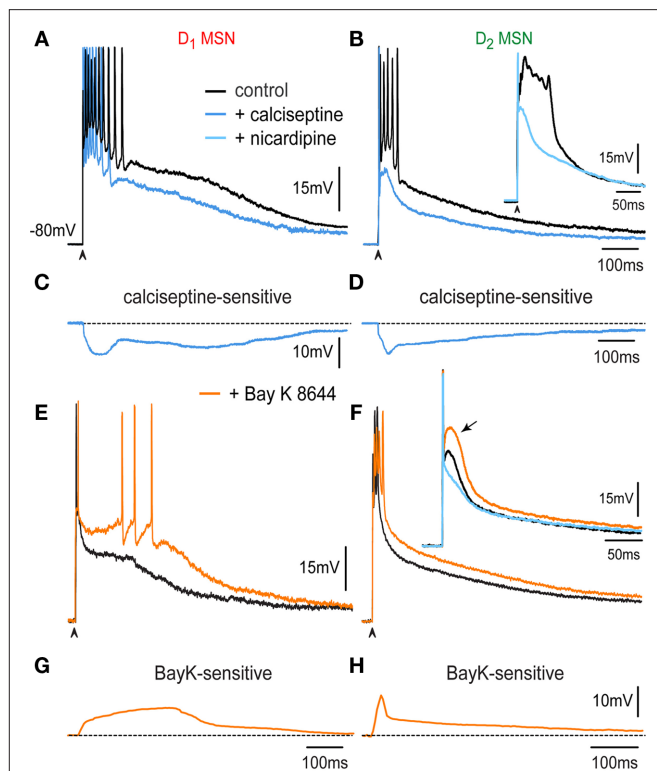 A
D1 MSN
B
D2 MSN
control
+ calciseptine
+ nicardipine
15mV
15mV
50ms
-80mV
100ms
C
calciseptine-sensitive
D
calciseptine-sensitive
10mV
100ms
+ Bay K 8644
E
F
15mV
15mV
50ms
G
BayK-sensitive
H
BayK-sensitive
10mV
100ms
100ms